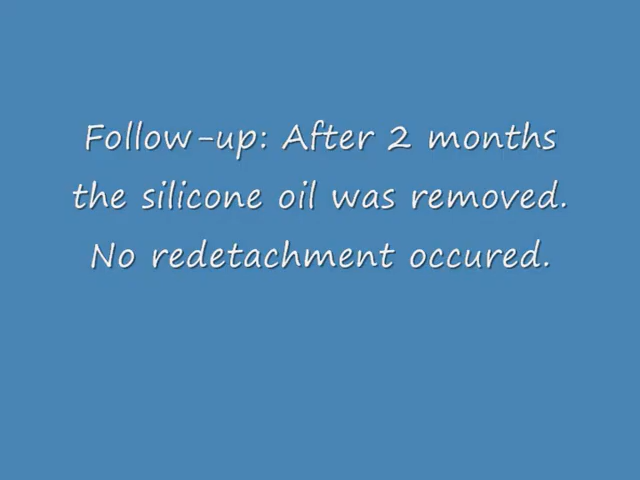 Follow-up: After 2 months
the silicone oil was removed.
No redetachment occured.